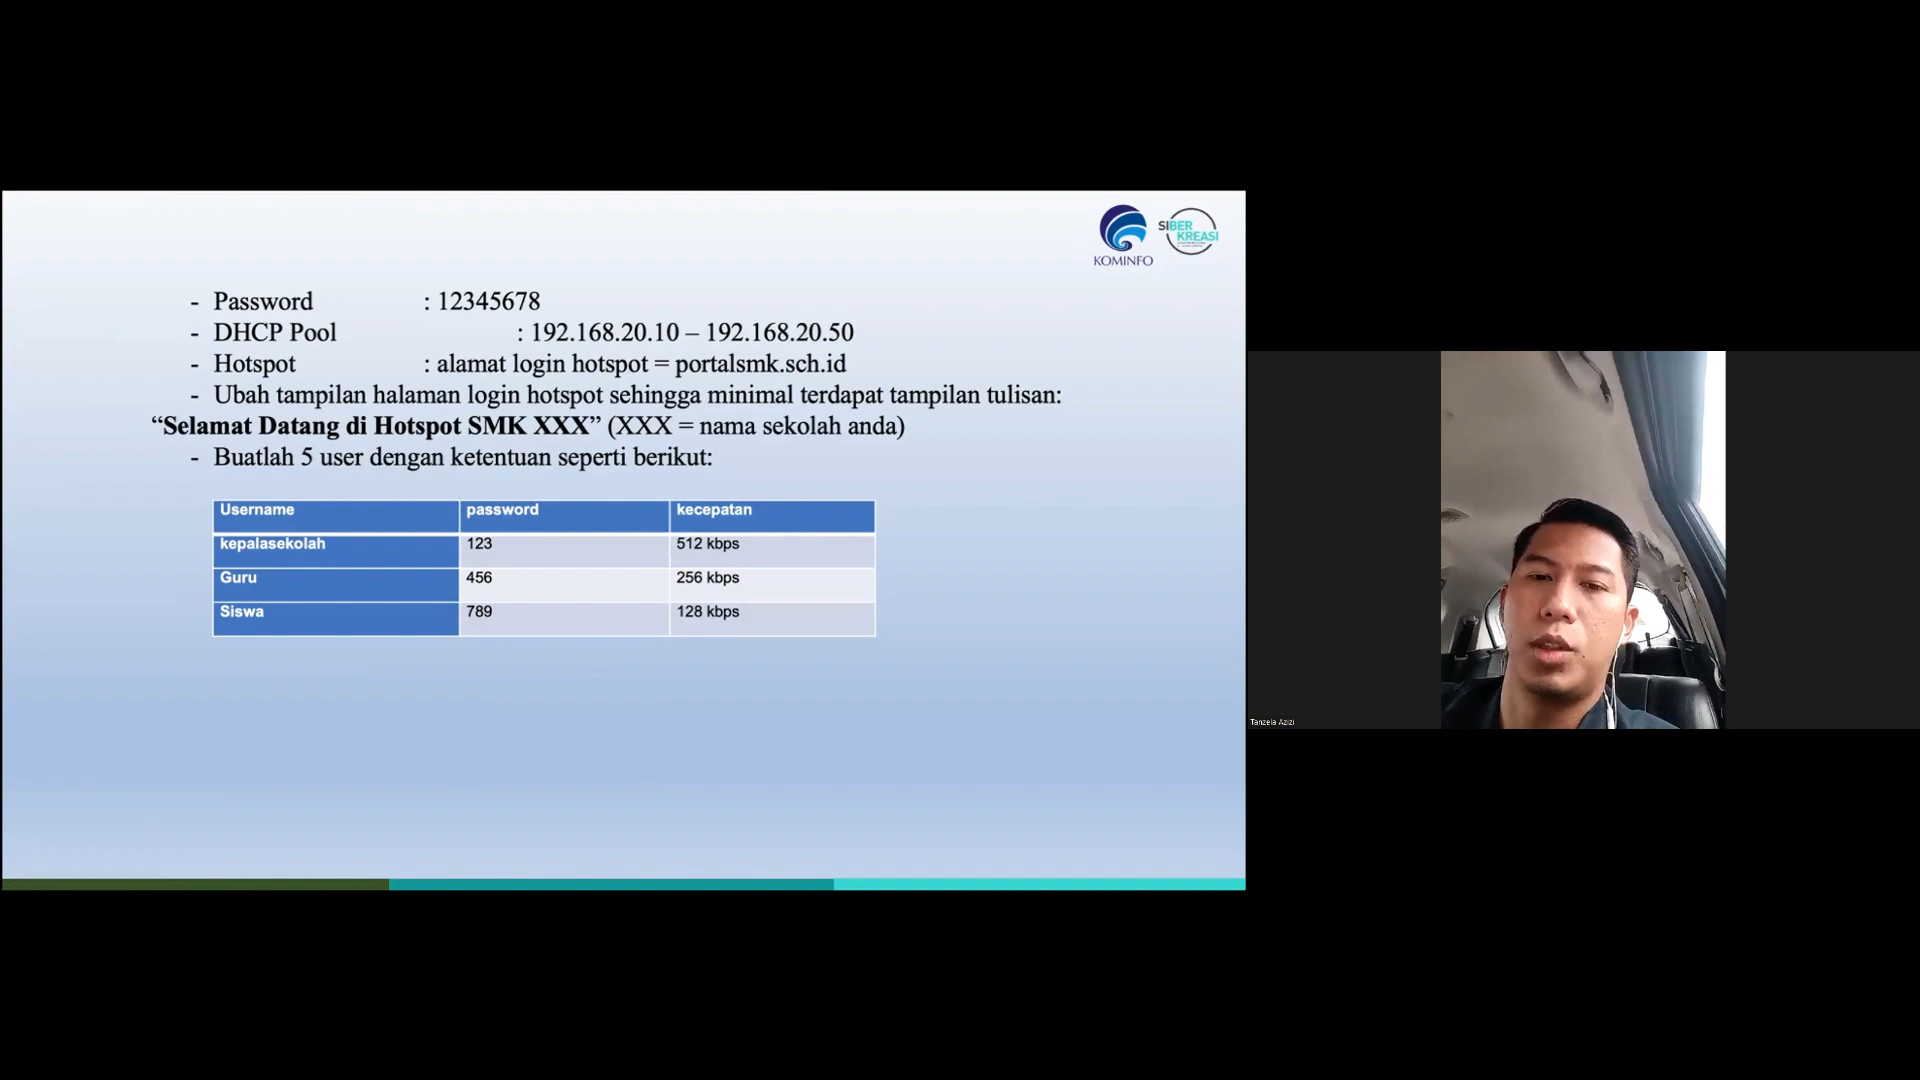 KOMINFO
SIBER
KREASI
- Password : 12345678
- DHCP Pool : 192.168.20.10 – 192.168.20.50
- Hotspot : alamat login hotspot = portalsmk.sch.id
- Ubah tampilan halaman login hotspot sehingga minimal terdapat tampilan tulisan:
“Selamat Datang di Hotspot SMK XXX” (XXX = nama sekolah anda)
- Buatlah 5 user dengan ketentuan seperti berikut:
Username password kecepatan
kepalasekolah 123 512 kbps
Guru 456 256 kbps
Siswa 789 128 kbps
Tanzela Azizi